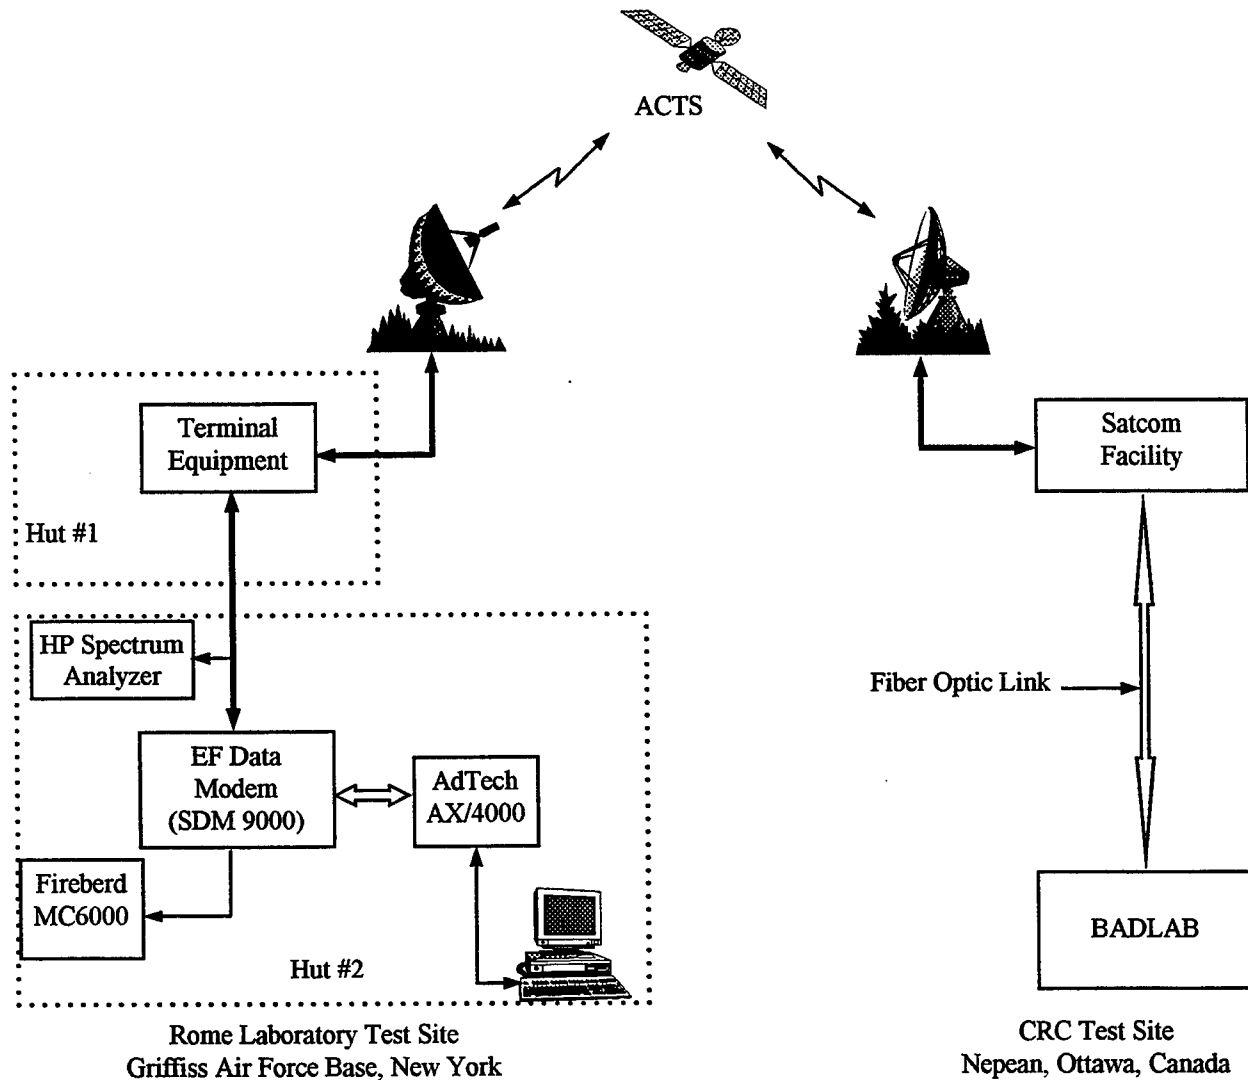 ACTS
Terminal
Equipment
Hut #1
HP Spectrum
Analyzer
EF Data
Modem
(SDM 9000)
AdTech
AX/4000
Fireberd
MC6000
Hut #2
Rome Laboratory Test Site
Griffiss Air Force Base, New York
Satcom
Facility
Fiber Optic Link
BADLAB
CRC Test Site
Nepean, Ottawa, Canada